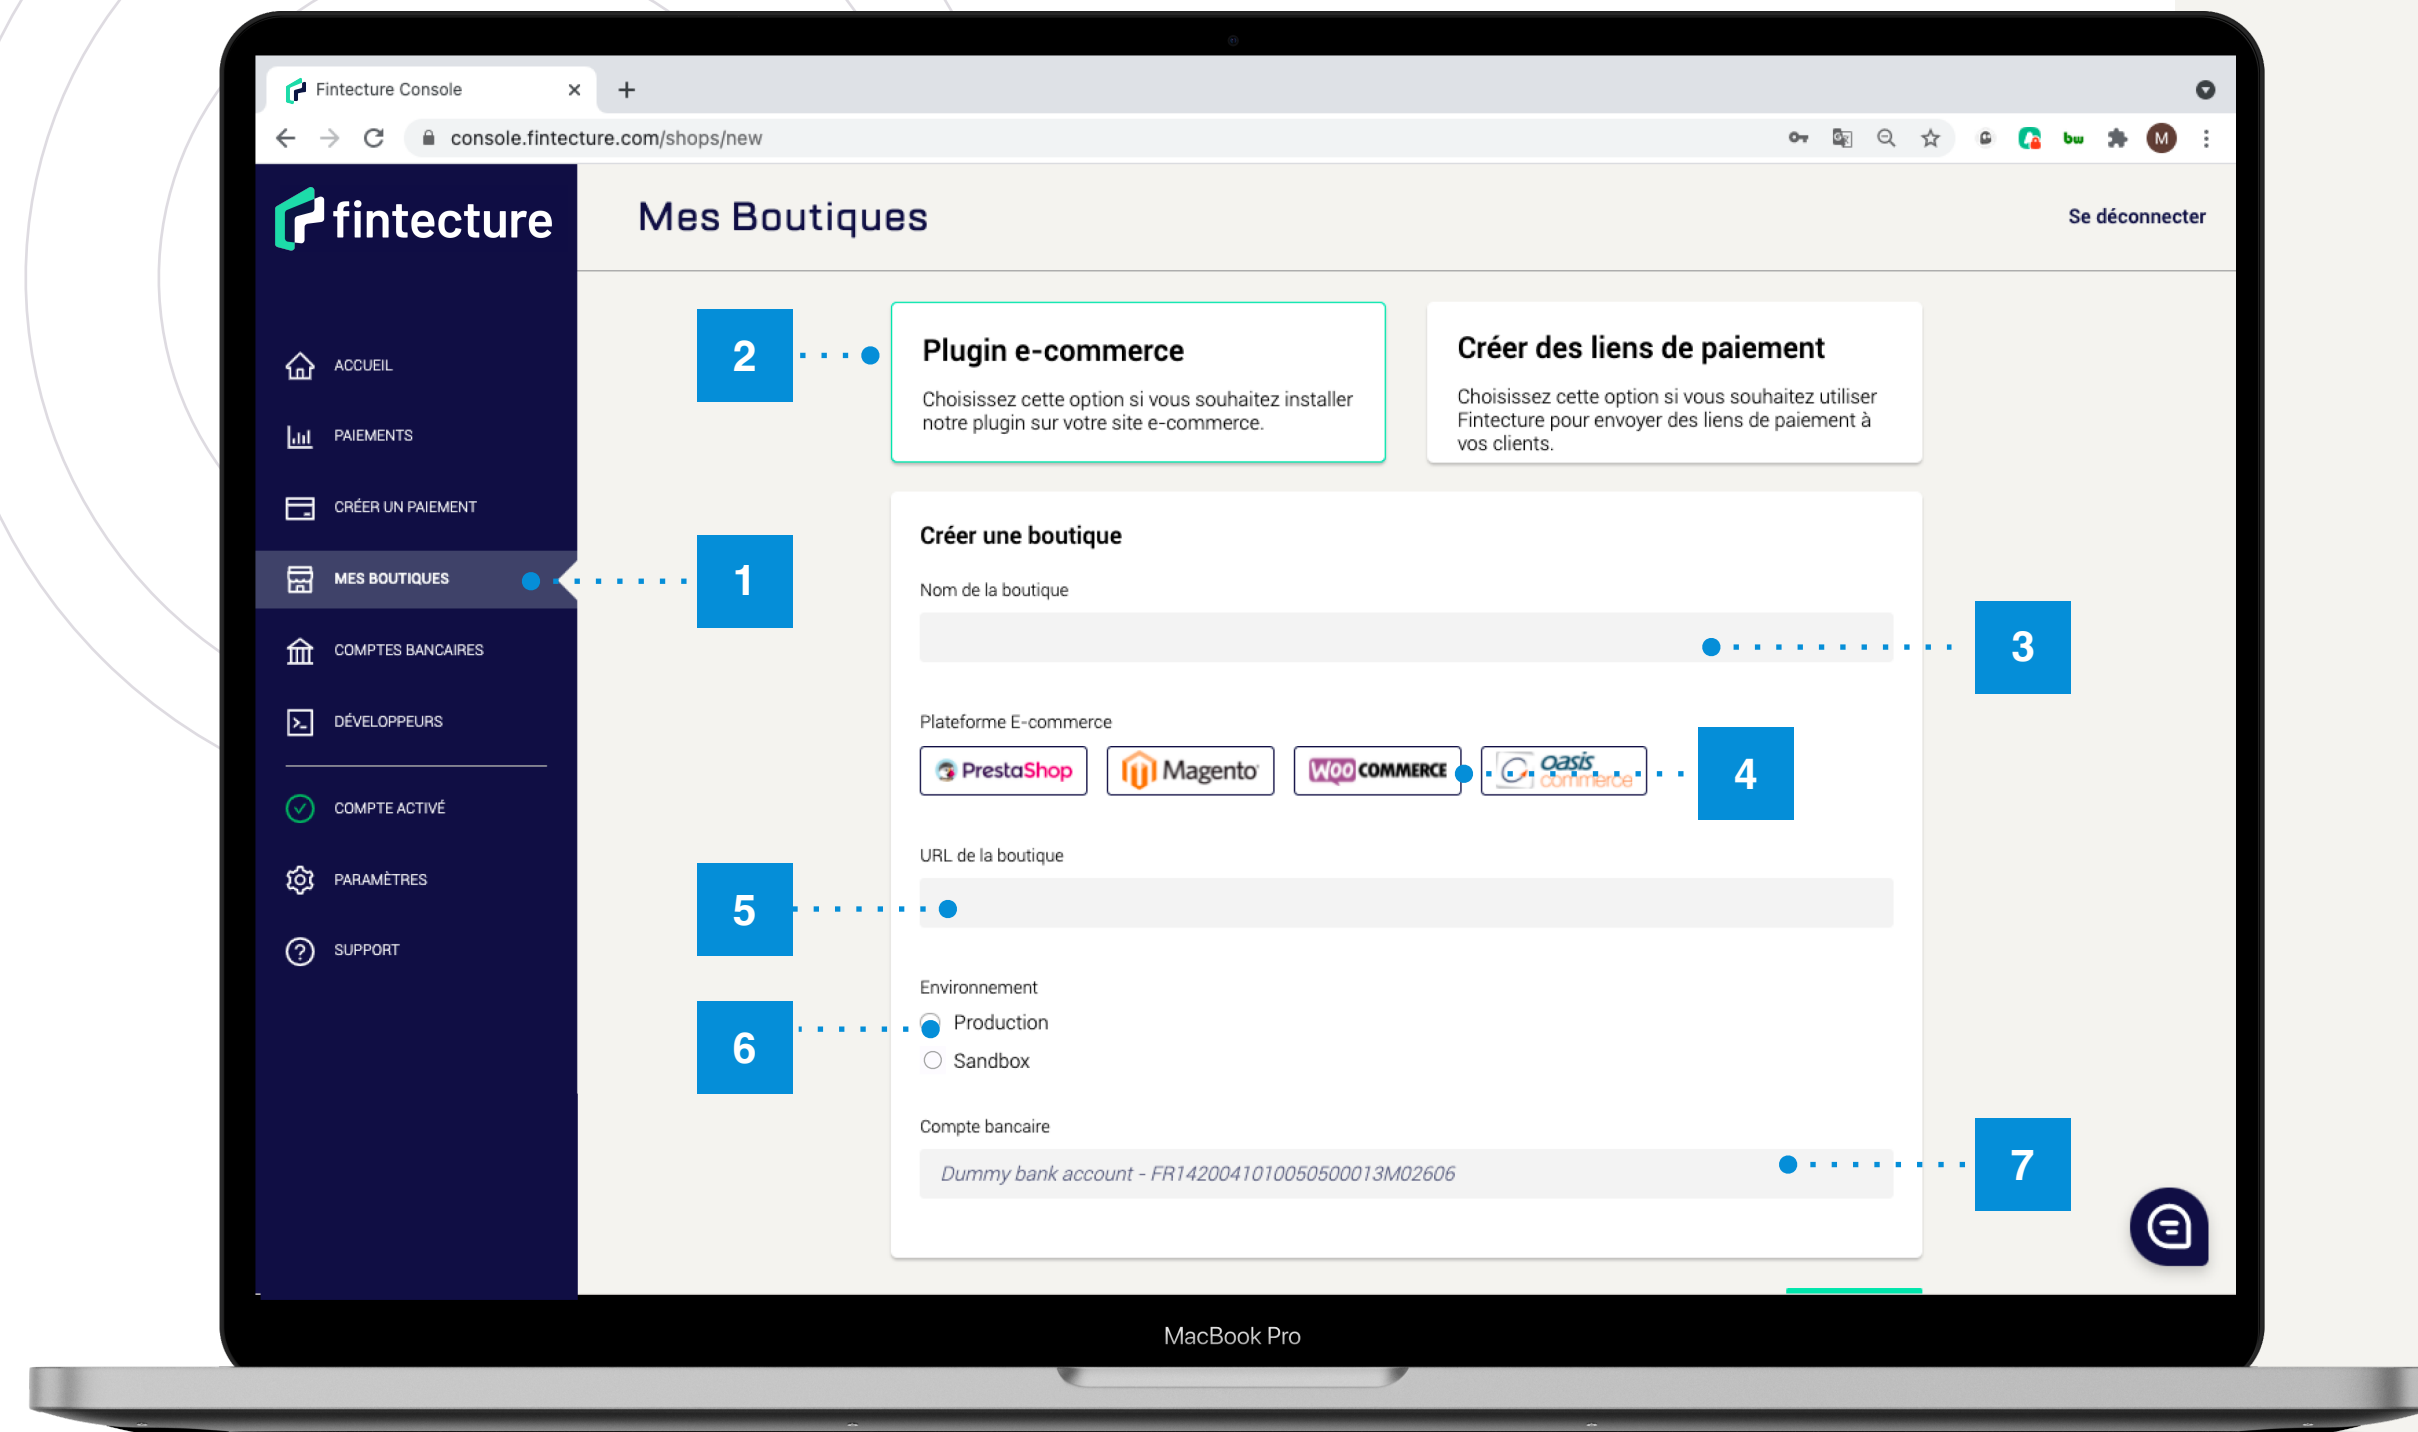 Fintecture Console
console.fintecture.com/shops/new
bw
M
fintecture
Mes Boutiques
Se déconnecter
ACCUEIL
PAIEMENTS
CRÉER UN PAIEMENT
MES BOUTIQUES
COMPTES BANCAIRES
DÉVELOPPEURS
COMPTE ACTIVÉ
PARAMÈTRES
SUPPORT
2
Plugin e-commerce
Choisissez cette option si vous souhaitez installer
notre plugin sur votre site e-commerce.
Créer des liens de paiement
Choisissez cette option si vous souhaitez utiliser
Fintecture pour envoyer des liens de paiement à
vos clients.
1
Créer une boutique
Nom de la boutique
3
Plateforme E-commerce
PrestaShop
Magento
WOO COMMERCE
oasis
commerce
4
URL de la boutique
5
Environnement
Production
6
Sandbox
Compte bancaire
Dummy bank account - FR1420041010050500013M02606
7
MacBook Pro